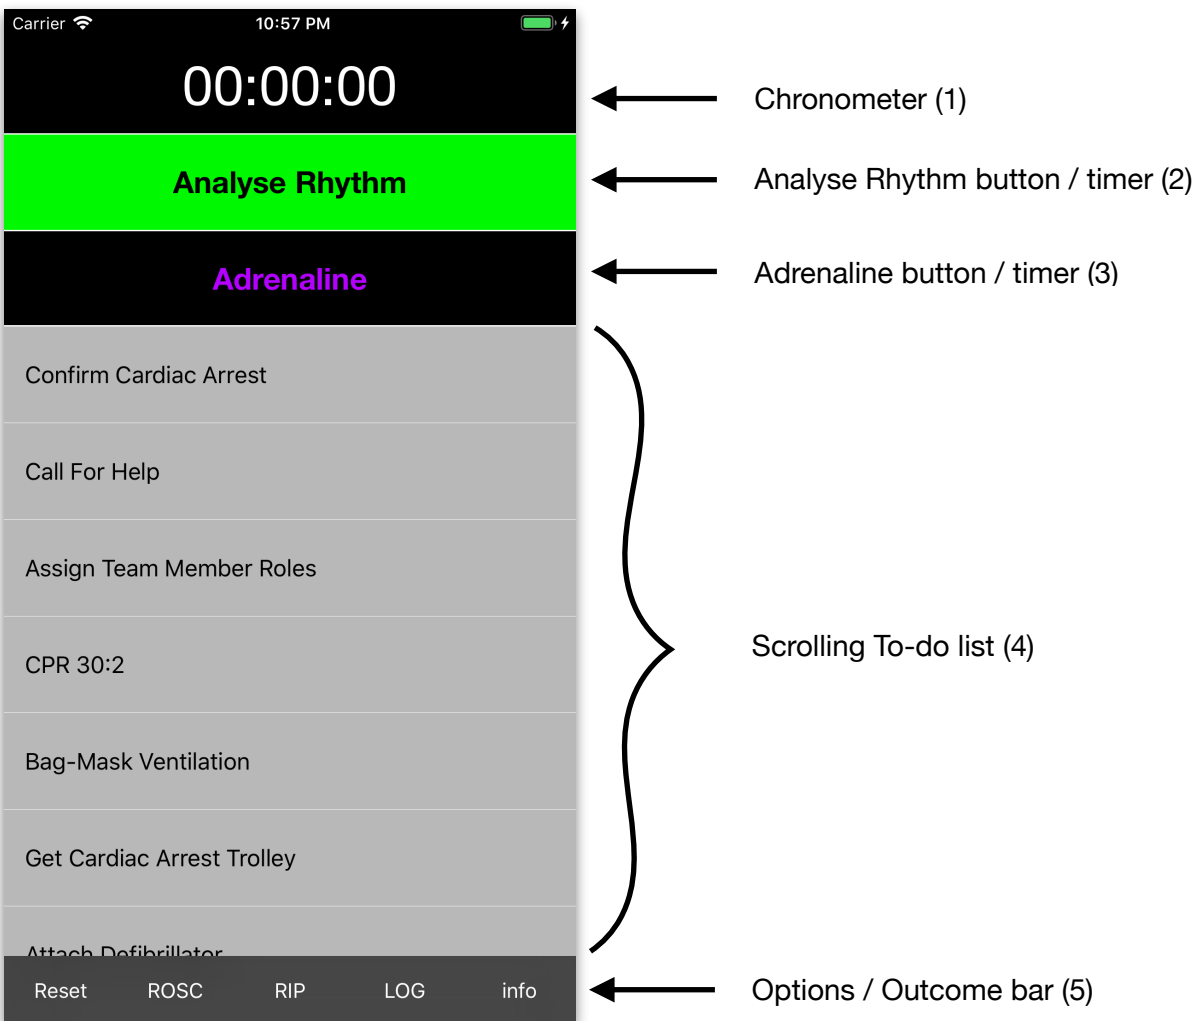 Carrier 10:57 PM
00:00:00
Chronometer (1)
Analyse Rhythm
Analyse Rhythm button / timer (2)
Adrenaline
Adrenaline button / timer (3)
Confirm Cardiac Arrest
Call For Help
Assign Team Member Roles
CPR 30:2
Scrolling To-do list (4)
Bag-Mask Ventilation
Get Cardiac Arrest Trolley
Attach Defibrillator
Reset ROSC RIP LOG info
Options / Outcome bar (5)